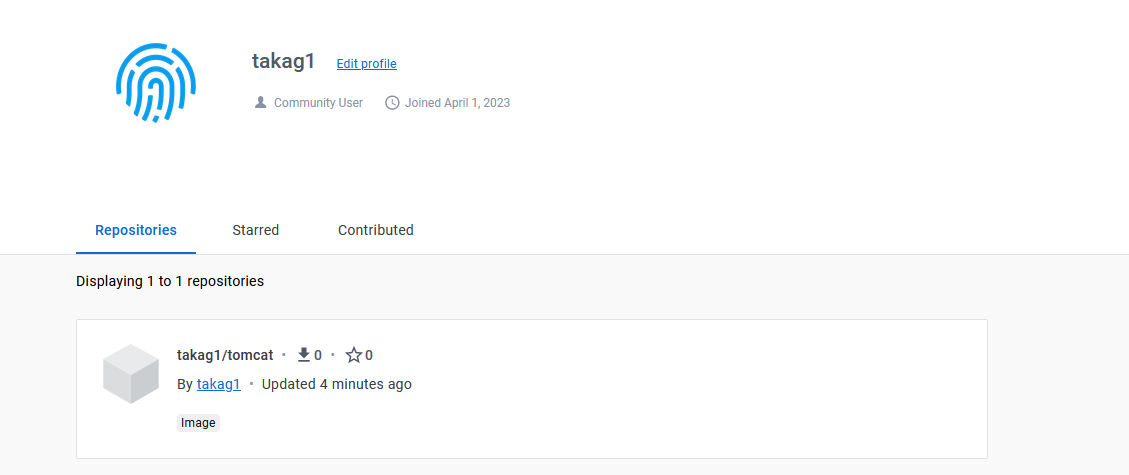 takag1 Edit profile
Community User Joined April 1, 2023
Repositories Starred Contributed
Displaying 1 to 1 repositories
takag1/tomcat • 0 • 0
By takag1 • Updated 4 minutes ago
Image